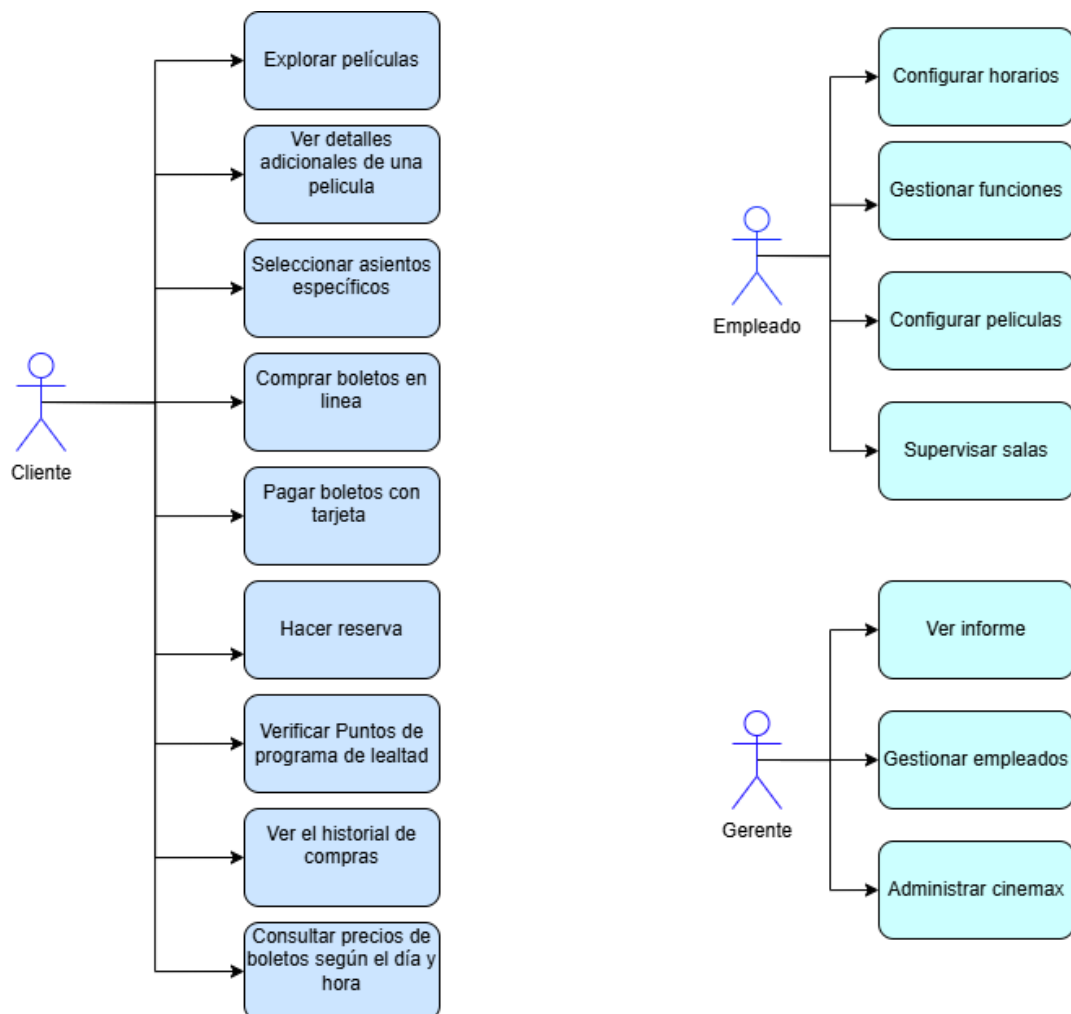 Explorar películas
Ver detalles
adicionales de una
pelicula
Seleccionar asientos
específicos
Comprar boletos en
linea
Cliente
Pagar boletos con
tarjeta
Hacer reserva
Verificar Puntos de
programa de lealtad
Ver el historial de
compras
Consultar precios de
boletos según el día y
hora
Configurar horarios
Gestionar funciones
Empleado
Configurar peliculas
Supervisar salas
Ver informe
Gestionar empleados
Gerente
Administrar cinemax